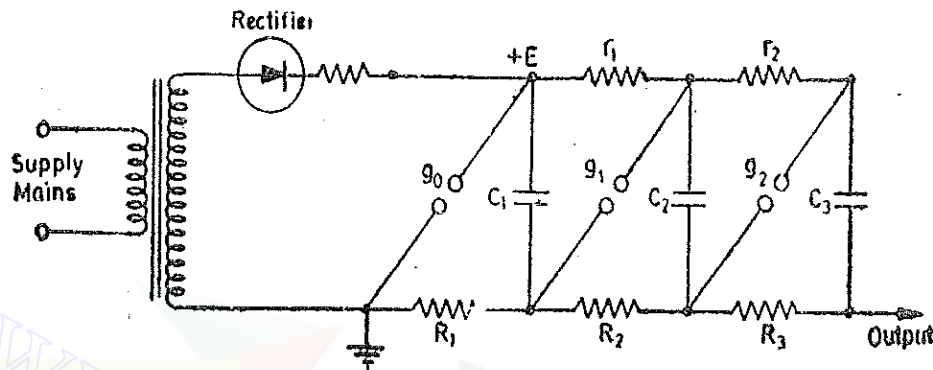 Rectifier
+E
r₁
r₂
g₀
C₁
g₁
C₂
g₂
C₃
Supply
Mains
R₁
R₂
R₃
Output